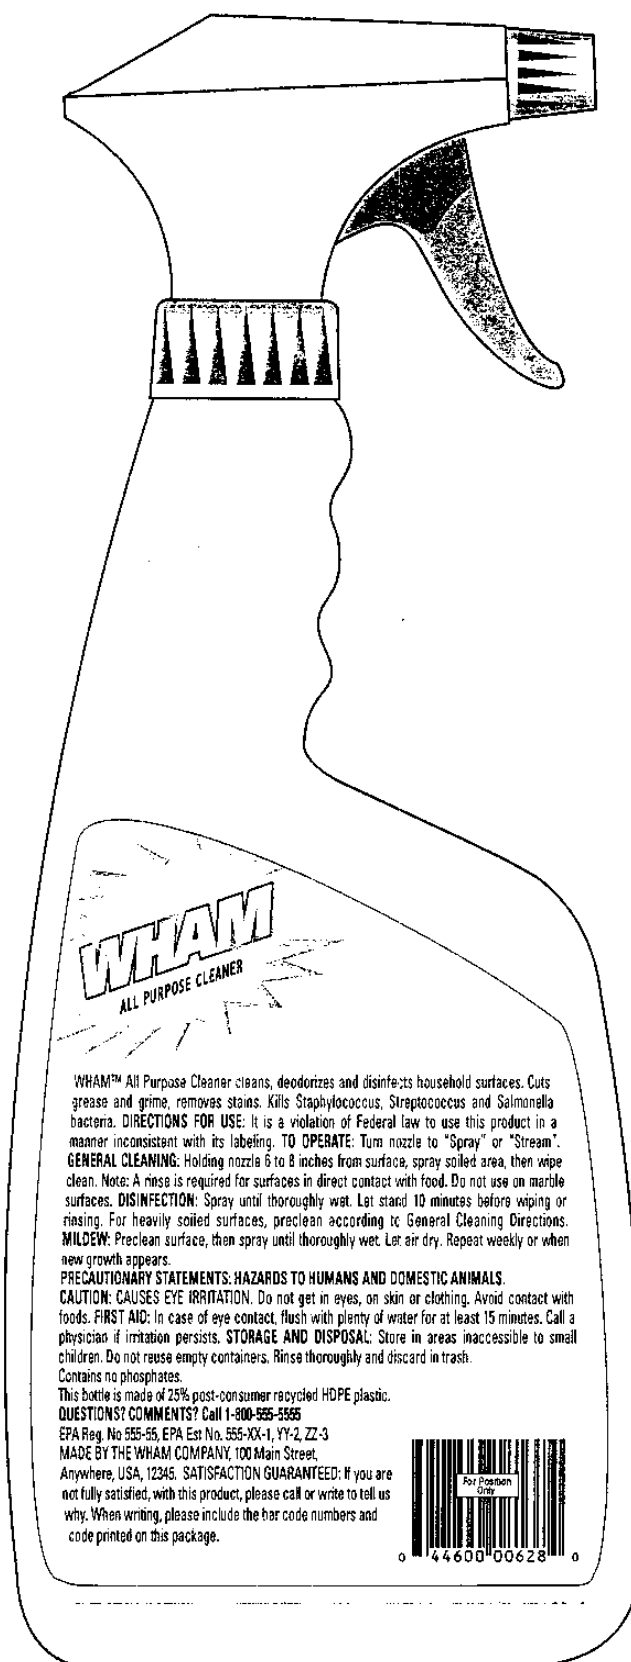 WHAM
ALL PURPOSE CLEANER
WHAM™ All Purpose Cleaner cleans, deodorizes and disinfects household surfaces. Cuts
grease and grime, removes stains. Kills Staphylococcus, Streptococcus and Salmonella
bacteria. DIRECTIONS FOR USE: It is a violation of Federal law to use this product in a
manner inconsistent with its labeling. TO OPERATE: Turn nozzle to "Spray" or "Stream".
GENERAL CLEANING: Holding nozzle 6 to 8 inches from surface, spray soiled area, then wipe
clean. Note: A rinse is required for surfaces in direct contact with food. Do not use on marble
surfaces. DISINFECTION: Spray until thoroughly wet. Let stand 10 minutes before wiping or
rinsing. For heavily soiled surfaces, preclean according to General Cleaning Directions.
MILDEW: Preclean surface, then spray until thoroughly wet. Let air dry. Repeat weekly or when
new growth appears.
PRECAUTIONARY STATEMENTS: HAZARDS TO HUMANS AND DOMESTIC ANIMALS.
CAUTION: CAUSES EYE IRRITATION. Do not get in eyes, on skin or clothing. Avoid contact with
foods. FIRST AID: In case of eye contact, flush with plenty of water for at least 15 minutes. Call a
physician if irritation persists. STORAGE AND DISPOSAL: Store in areas inaccessible to small
children. Do not reuse empty containers. Rinse thoroughly and discard in trash.
Contains no phosphates.
This bottle is made of 25% post-consumer recycled HDPE plastic.
QUESTIONS? COMMENTS? Call 1-800-555-5555
EPA Reg. No 555-55, EPA Est No. 555-XX-1, YY-2, ZZ-3
MADE BY THE WHAM COMPANY, 100 Main Street,
Anywhere, USA, 12345. SATISFACTION GUARANTEED: If you are
not fully satisfied, with this product, please call or write to tell us
why. When writing, please include the bar code numbers and
code printed on this package.
For Position
Only
0 44600 00628 0